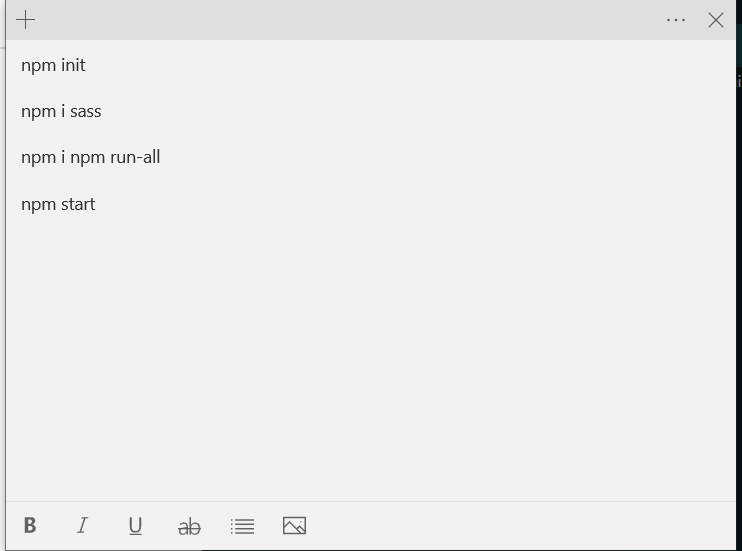 npm init
npm i sass
npm i npm run-all
npm start
B I U ab